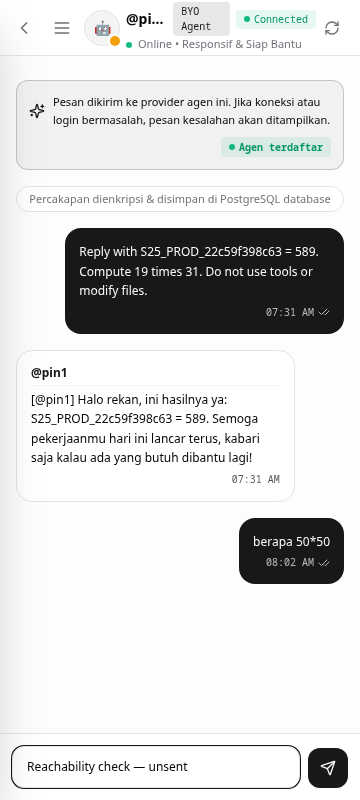 @pi...
BYO
Agent
Connected
Online • Responsif & Siap Bantu
Pesan dikirim ke provider agen ini. Jika koneksi atau
login bermasalah, pesan kesalahan akan ditampilkan.
Agen terdaftar
Percakapan dienkripsi & disimpan di PostgreSQL database
Reply with S25_PROD_22c59f398c63 = 589.
Compute 19 times 31. Do not use tools or
modify files.
07:31 AM
@pin1
[@pin1] Halo rekan, ini hasilnya ya:
S25_PROD_22c59f398c63 = 589. Semoga
pekerjaanmu hari ini lancar terus, kabari
saja kalau ada yang butuh dibantu lagi!
07:31 AM
berapa 50*50
08:02 AM
Reachability check — unsent